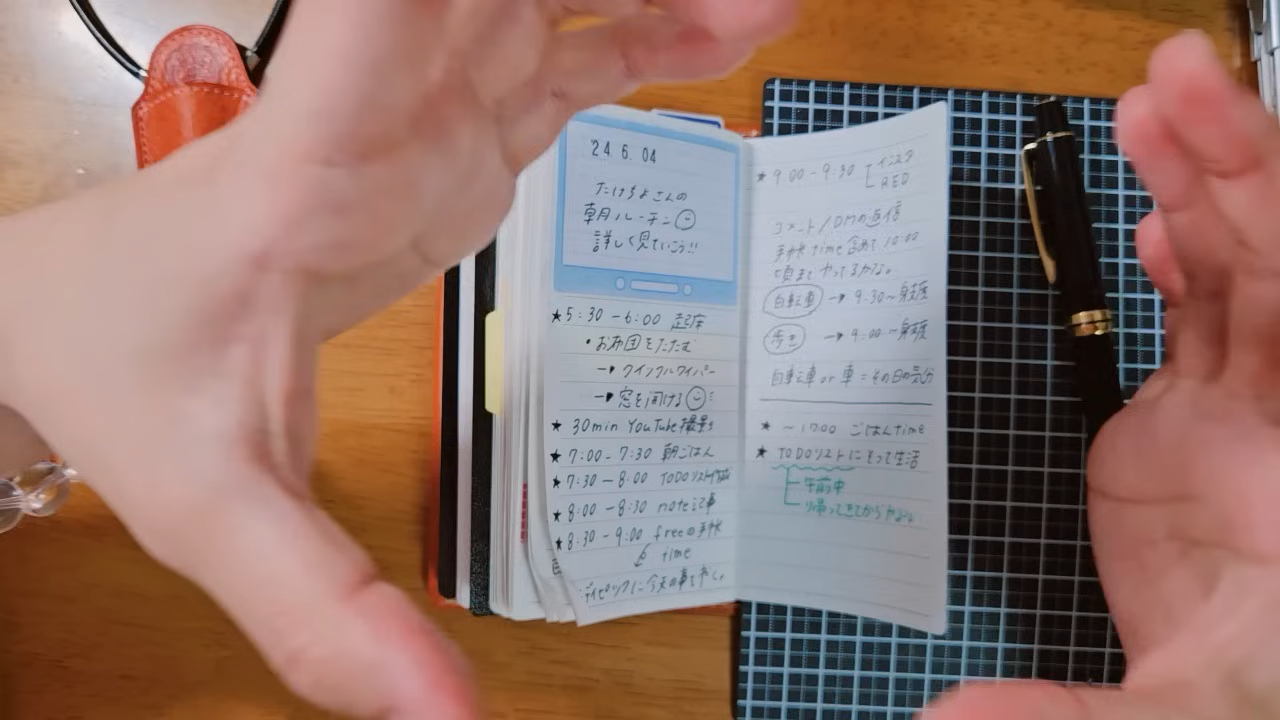 '24 6. 04
たけちよさんの
朝ルーチン
詳しく見ていこう!!
★5:30-6:00 起床
・お布団をたたむ
→クイックルワイパー
→窓を開ける
★ 30min YouTube撮影
★ 7:00-7:30 朝ごはん
★ 7:30-8:00 TODOリスト作成
★ 8:00-8:30 note記事
★ 8:30-9:00 freeの手帳
time
に今日の事を書く。
★ 9:00-9:30 インスタ
RED
コメント/DMの返信
手帳time含めて10:00
頃までやってるかな。
自転車 → 9:30~身支度
歩き → 9:00~身支度
自転車 or 車 = その日の気分
★ ~12:00 ごはんtime
★ TODOリストにそって生活
午前中
帰ってきてからやる